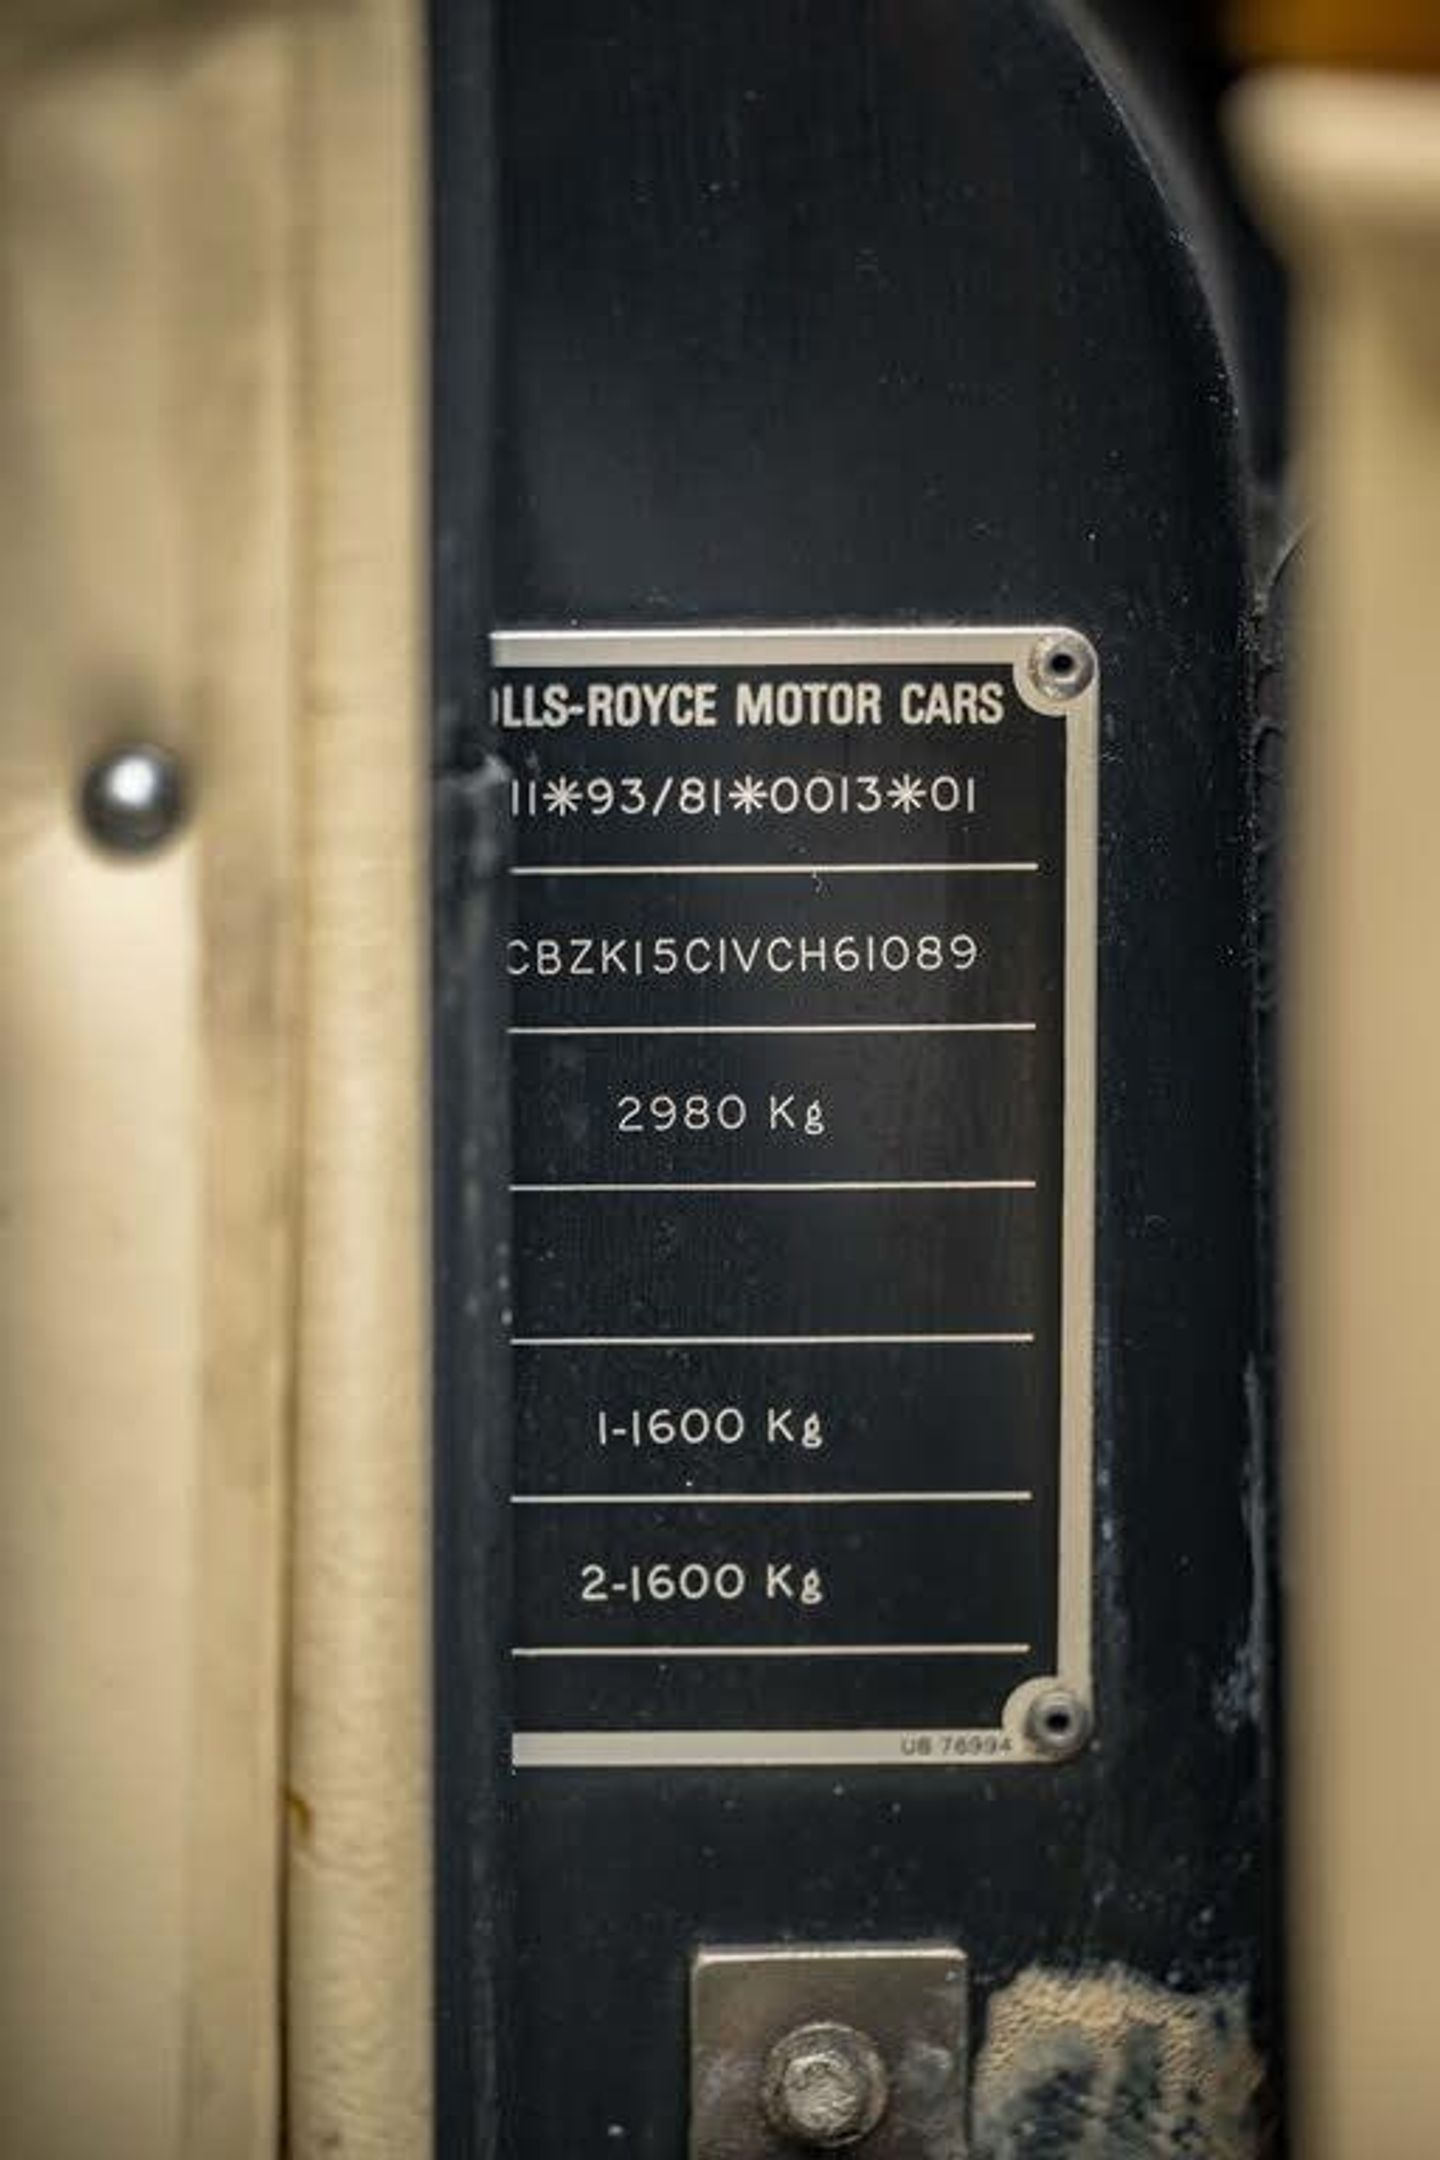 OLLS-ROYCE MOTOR CARS
11*93/81*0013*01
CBZK15C1VCH61089
2980 Kg
1-1600 Kg
2-1600 Kg
UB 76994